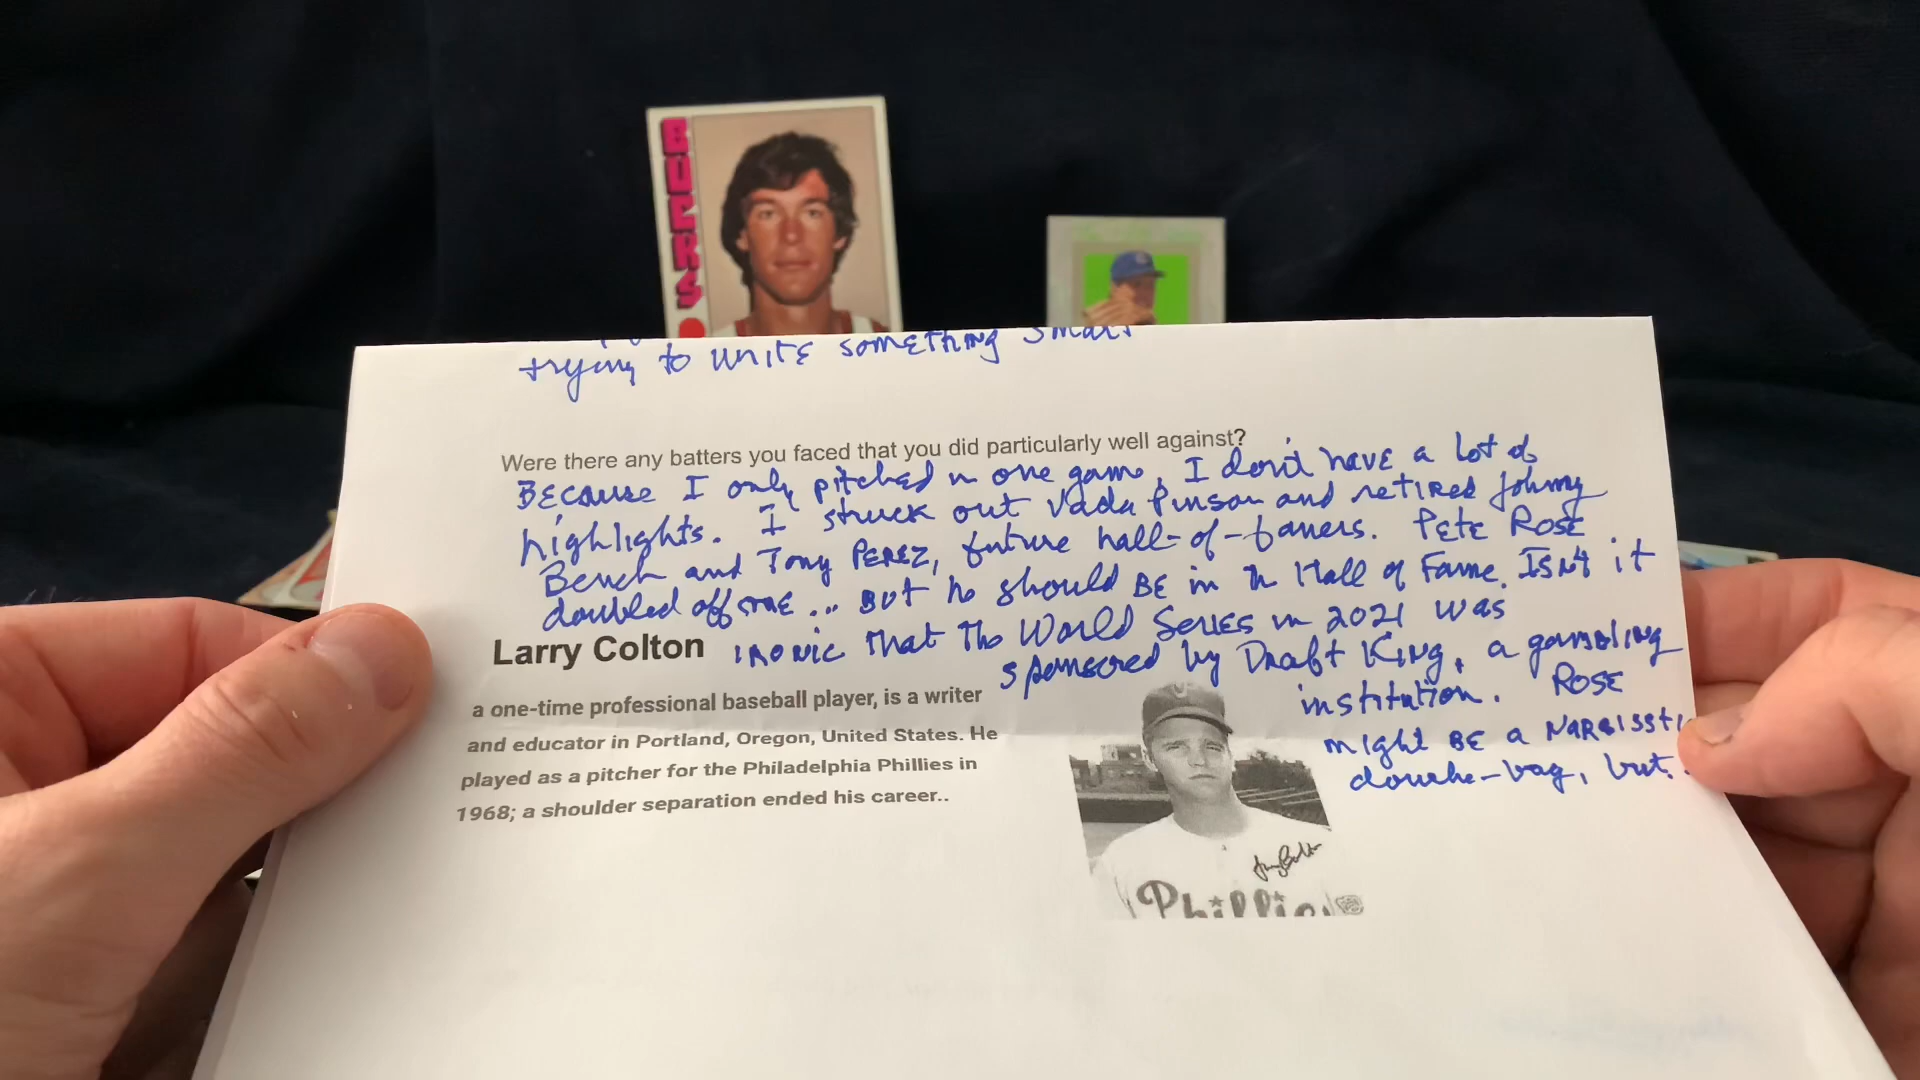 BUCKS
trying to write something small
Were there any batters you faced that you did particularly well against?
Because I only pitched in one game, I don't have a lot of
highlights. I struck out Vada Pinson and retired Johnny
Bench and Tony Perez, future hall-of-famers. Pete Rose
doubled off me... But he should be in the Hall of Fame. Isn't it
ironic that the World Series in 2021 was
sponsored by Draft King, a gambling
institution. Rose
might be a Narcisstic
douche-bag, but..
Larry Colton
a one-time professional baseball player, is a writer
and educator in Portland, Oregon, United States. He
played as a pitcher for the Philadelphia Phillies in
1968; a shoulder separation ended his career..
Phillies